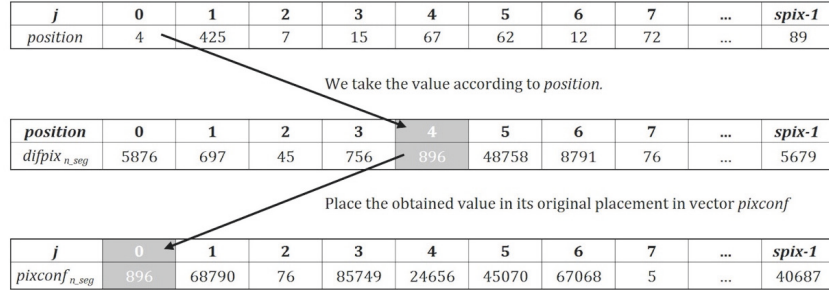 j 0 1 2 3 4 5 6 7 ... spix-1
position 4 425 7 15 67 62 12 72 ... 89
We take the value according to position.
position 0 1 2 3 4 5 6 7 ... spix-1
difpix n_seg 5876 697 45 756 896 48758 8791 76 ... 5679
Place the obtained value in its original placement in vector pixconf
j 0 1 2 3 4 5 6 7 ... spix-1
pixconf n_seg 896 68790 76 85749 24656 45070 67068 5 ... 40687